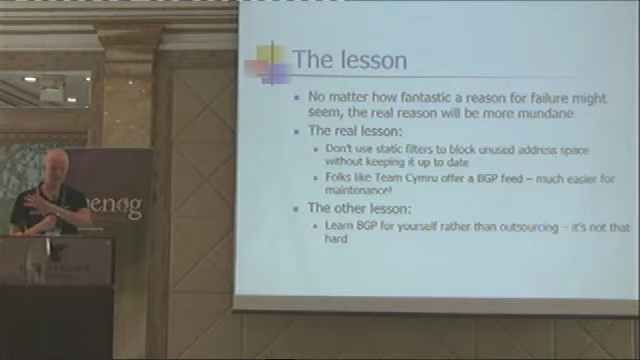 The lesson
No matter how fantastic a reason for failure might
seem, the real reason will be more mundane
The real lesson:
Don't use static filters to block unused address space
without keeping it up to date
Folks like Team Cymru offer a BGP feed – much easier for
maintenance!
The other lesson:
Learn BGP for yourself rather than outsourcing – it's not that
hard
enog